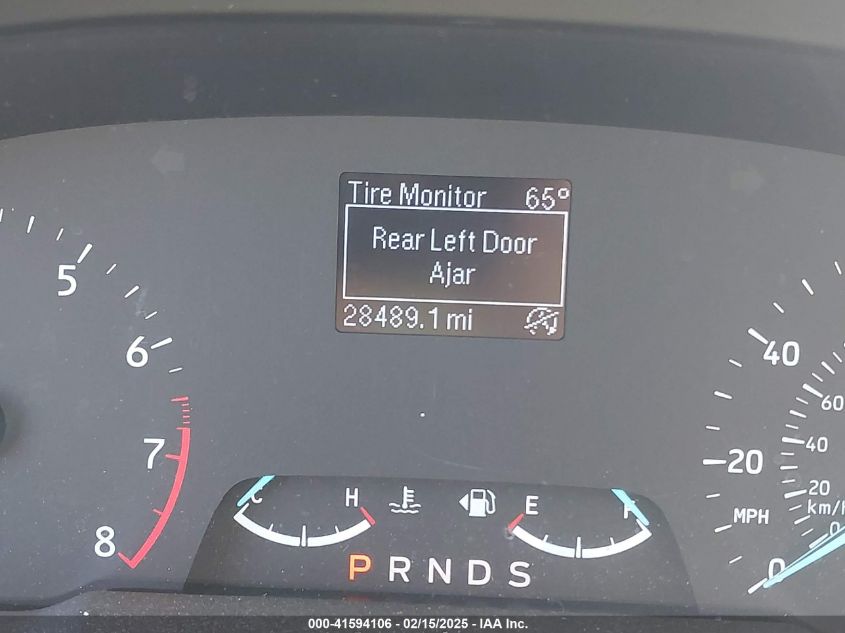 Tire Monitor 65°
Rear Left Door
Ajar
28489.1 mi
5
6
7
8
40
20
MPH
0
60
40
20
km/h
0
C H E F
P R N D S
000-41594106 - 02/15/2025 - IAA Inc.